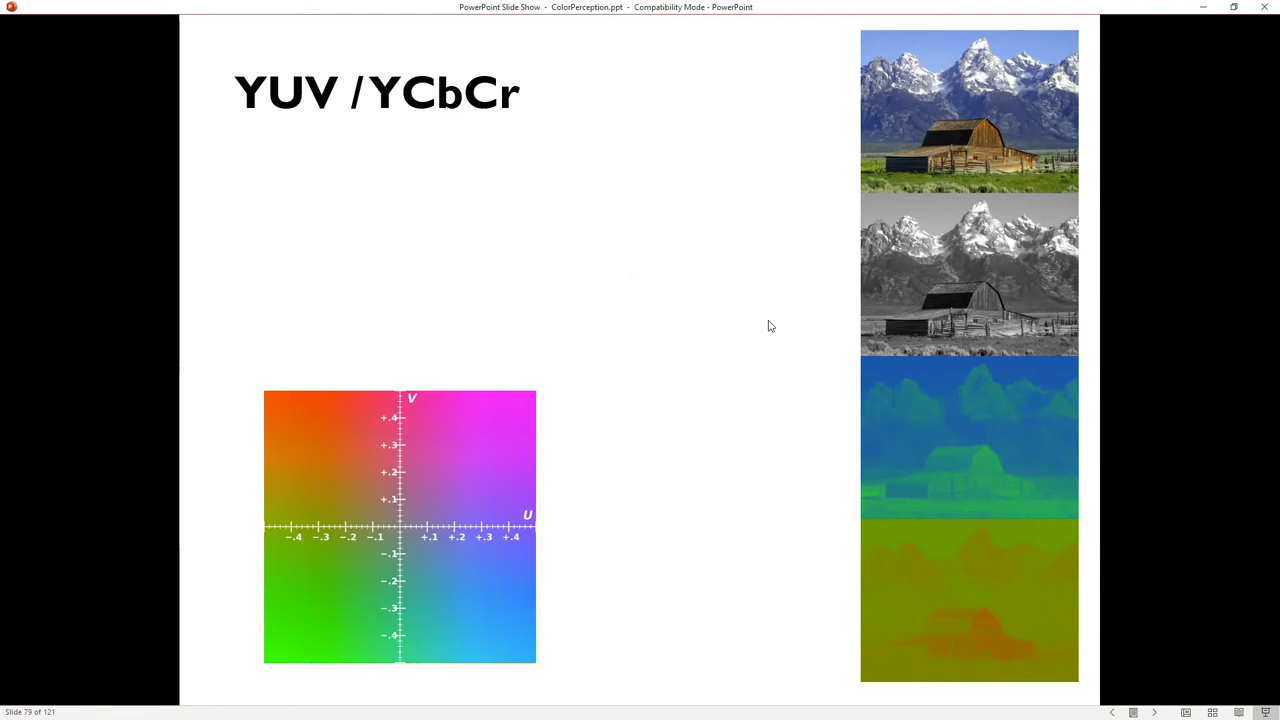 PowerPoint Slide Show - ColorPerception.ppt - Compatibility Mode - PowerPoint
YUV / YCbCr
V
+.4
+.3
+.2
+.1
U
-.4 -.3 -.2 -.1 +.1 +.2 +.3 +.4
-.1
-.2
-.3
-.4
Slide 79 of 121